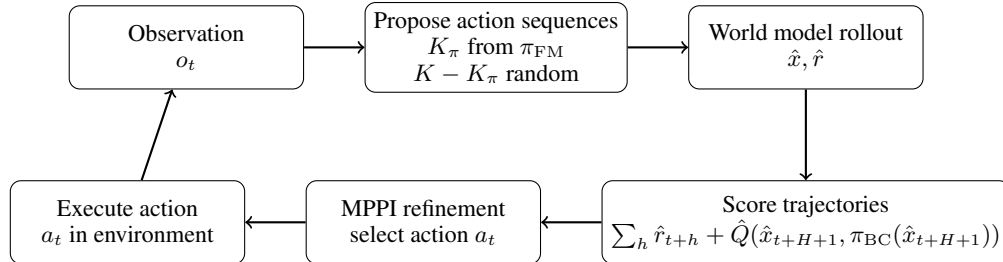 Observation
o_t
Propose action sequences
K_π from π_FM
K − K_π random
World model rollout
x̂, r̂
Execute action
a_t in environment
MPPI refinement
select action a_t
Score trajectories
∑_h r̂_{t+h} + Q̂(x̂_{t+H+1}, π_BC(x̂_{t+H+1}))